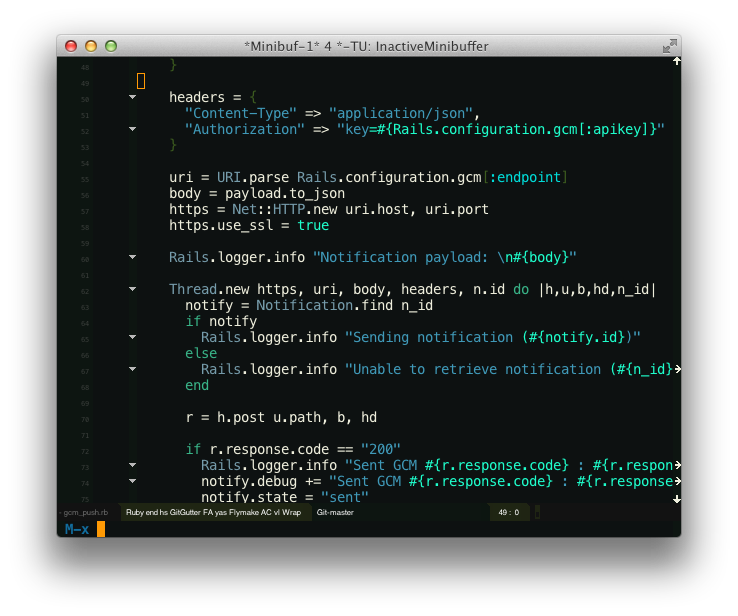 *Minibuf-1* 4 *-TU: InactiveMinibuffer
48 }
49
50 headers = {
51 "Content-Type" => "application/json",
52 "Authorization" => "key=#{Rails.configuration.gcm[:apikey]}"
53 }
54
55 uri = URI.parse Rails.configuration.gcm[:endpoint]
56 body = payload.to_json
57 https = Net::HTTP.new uri.host, uri.port
58 https.use_ssl = true
59
60 Rails.logger.info "Notification payload: \n#{body}"
61
62 Thread.new https, uri, body, headers, n.id do |h,u,b,hd,n_id|
63 notify = Notification.find n_id
64 if notify
65 Rails.logger.info "Sending notification (#{notify.id})"
66 else
67 Rails.logger.info "Unable to retrieve notification (#{n_id}
68 end
69
70 r = h.post u.path, b, hd
71
72 if r.response.code == "200"
73 Rails.logger.info "Sent GCM #{r.response.code} : #{r.respon
74 notify.debug += "Sent GCM #{r.response.code} : #{r.response
75 notify.state = "sent"
- gcm_push.rb Ruby end hs GitGutter FA yas Flymake AC vl Wrap Git-master 49 : 0
M-x